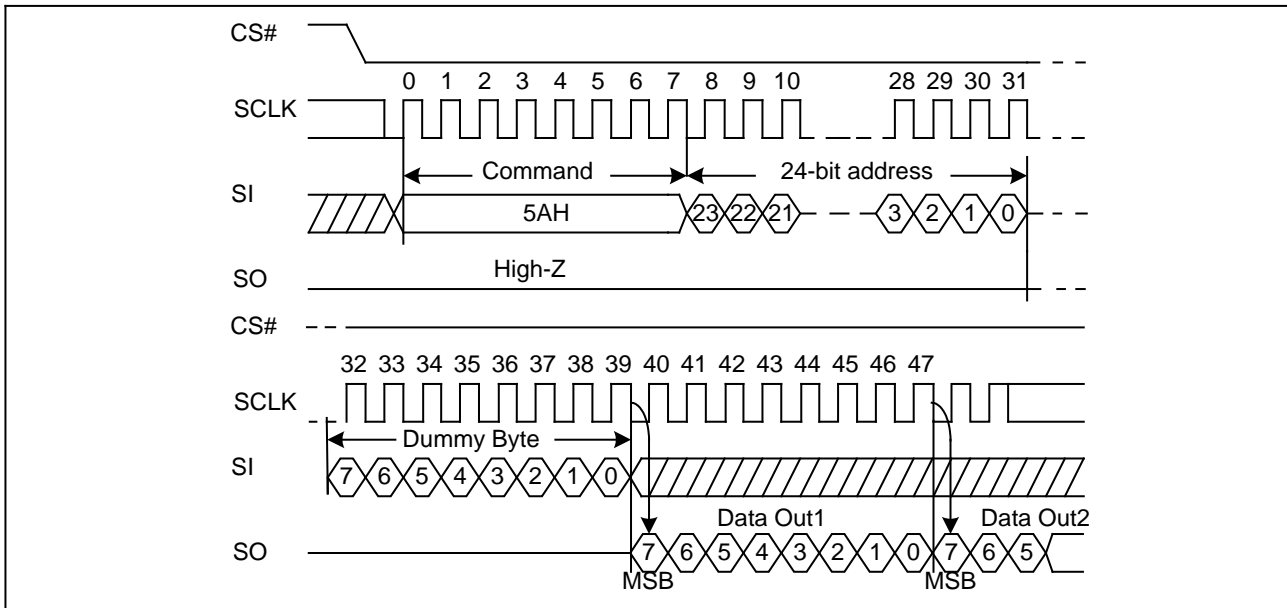 CS#
0 1 2 3 4 5 6 7 8 9 10 28 29 30 31
SCLK
Command 24-bit address
SI
5AH 23 22 21 3 2 1 0
High-Z
SO
CS#
32 33 34 35 36 37 38 39 40 41 42 43 44 45 46 47
SCLK
Dummy Byte
SI
7 6 5 4 3 2 1 0
Data Out1 Data Out2
SO
7 6 5 4 3 2 1 0 7 6 5
MSB MSB